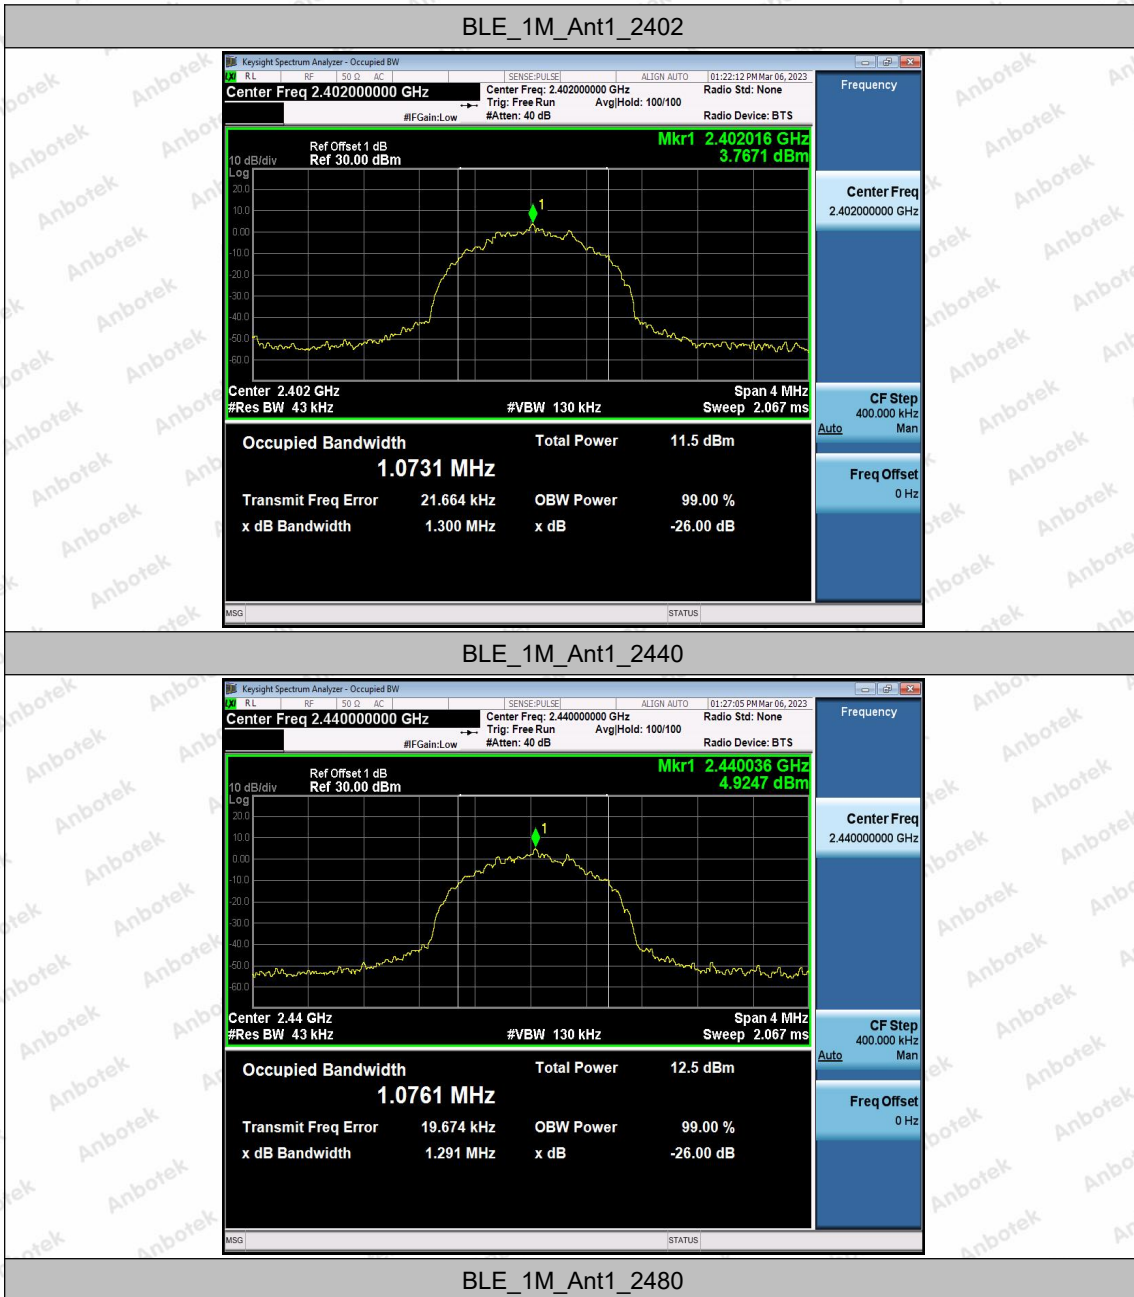 BLE_1M_Ant1_2402
Keysight Spectrum Analyzer - Occupied BW
LXI RL RF 50 Ω AC SENSE:PULSE ALIGN AUTO 01:22:12 PM Mar 06, 2023
Center Freq 2.402000000 GHz
Center Freq: 2.402000000 GHz
Radio Std: None
Trig: Free Run Avg|Hold: 100/100
#IFGain:Low #Atten: 40 dB Radio Device: BTS
Frequency
Mkr1 2.402016 GHz
3.7671 dBm
Ref Offset 1 dB
10 dB/div Ref 30.00 dBm
Log
20.0
10.0
0.00
-10.0
-20.0
-30.0
-40.0
-50.0
-60.0
1
Center 2.402 GHz Span 4 MHz
#Res BW 43 kHz #VBW 130 kHz Sweep 2.067 ms
Center Freq
2.402000000 GHz
CF Step
400.000 kHz
Auto Man
Freq Offset
0 Hz
Occupied Bandwidth Total Power 11.5 dBm
1.0731 MHz
Transmit Freq Error 21.664 kHz OBW Power 99.00 %
x dB Bandwidth 1.300 MHz x dB -26.00 dB
MSG STATUS
BLE_1M_Ant1_2440
Keysight Spectrum Analyzer - Occupied BW
LXI RL RF 50 Ω AC SENSE:PULSE ALIGN AUTO 01:27:05 PM Mar 06, 2023
Center Freq 2.440000000 GHz
Center Freq: 2.440000000 GHz
Radio Std: None
Trig: Free Run Avg|Hold: 100/100
#IFGain:Low #Atten: 40 dB Radio Device: BTS
Frequency
Mkr1 2.440036 GHz
4.9247 dBm
Ref Offset 1 dB
10 dB/div Ref 30.00 dBm
Log
20.0
10.0
0.00
-10.0
-20.0
-30.0
-40.0
-50.0
-60.0
1
Center 2.44 GHz Span 4 MHz
#Res BW 43 kHz #VBW 130 kHz Sweep 2.067 ms
Center Freq
2.440000000 GHz
CF Step
400.000 kHz
Auto Man
Freq Offset
0 Hz
Occupied Bandwidth Total Power 12.5 dBm
1.0761 MHz
Transmit Freq Error 19.674 kHz OBW Power 99.00 %
x dB Bandwidth 1.291 MHz x dB -26.00 dB
MSG STATUS
BLE_1M_Ant1_2480
Anbotek